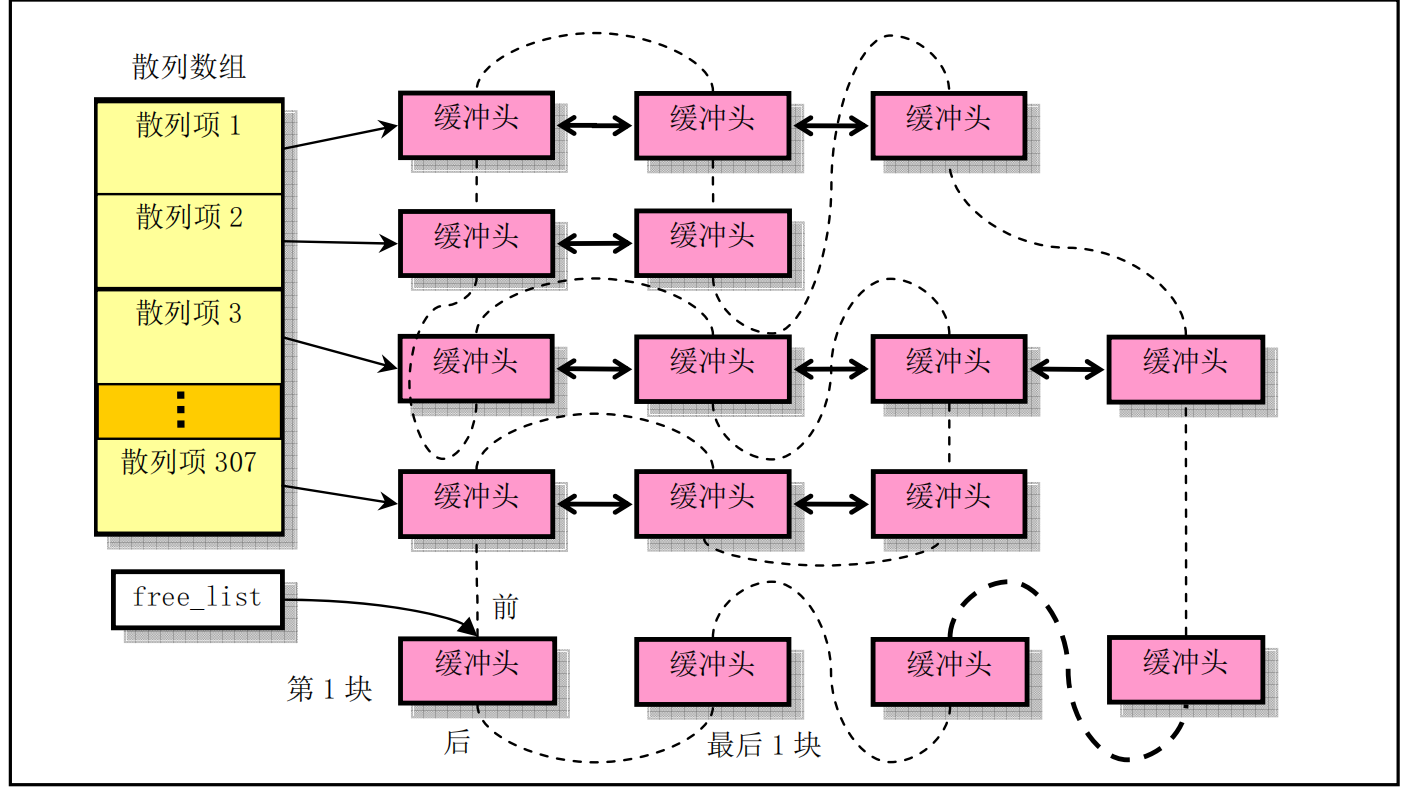 散列数组
散列项 1
缓冲头
缓冲头
缓冲头
散列项 2
缓冲头
缓冲头
散列项 3
缓冲头
缓冲头
缓冲头
缓冲头
散列项 307
缓冲头
缓冲头
缓冲头
free_list
前
缓冲头
缓冲头
缓冲头
缓冲头
第 1 块
后
最后 1 块